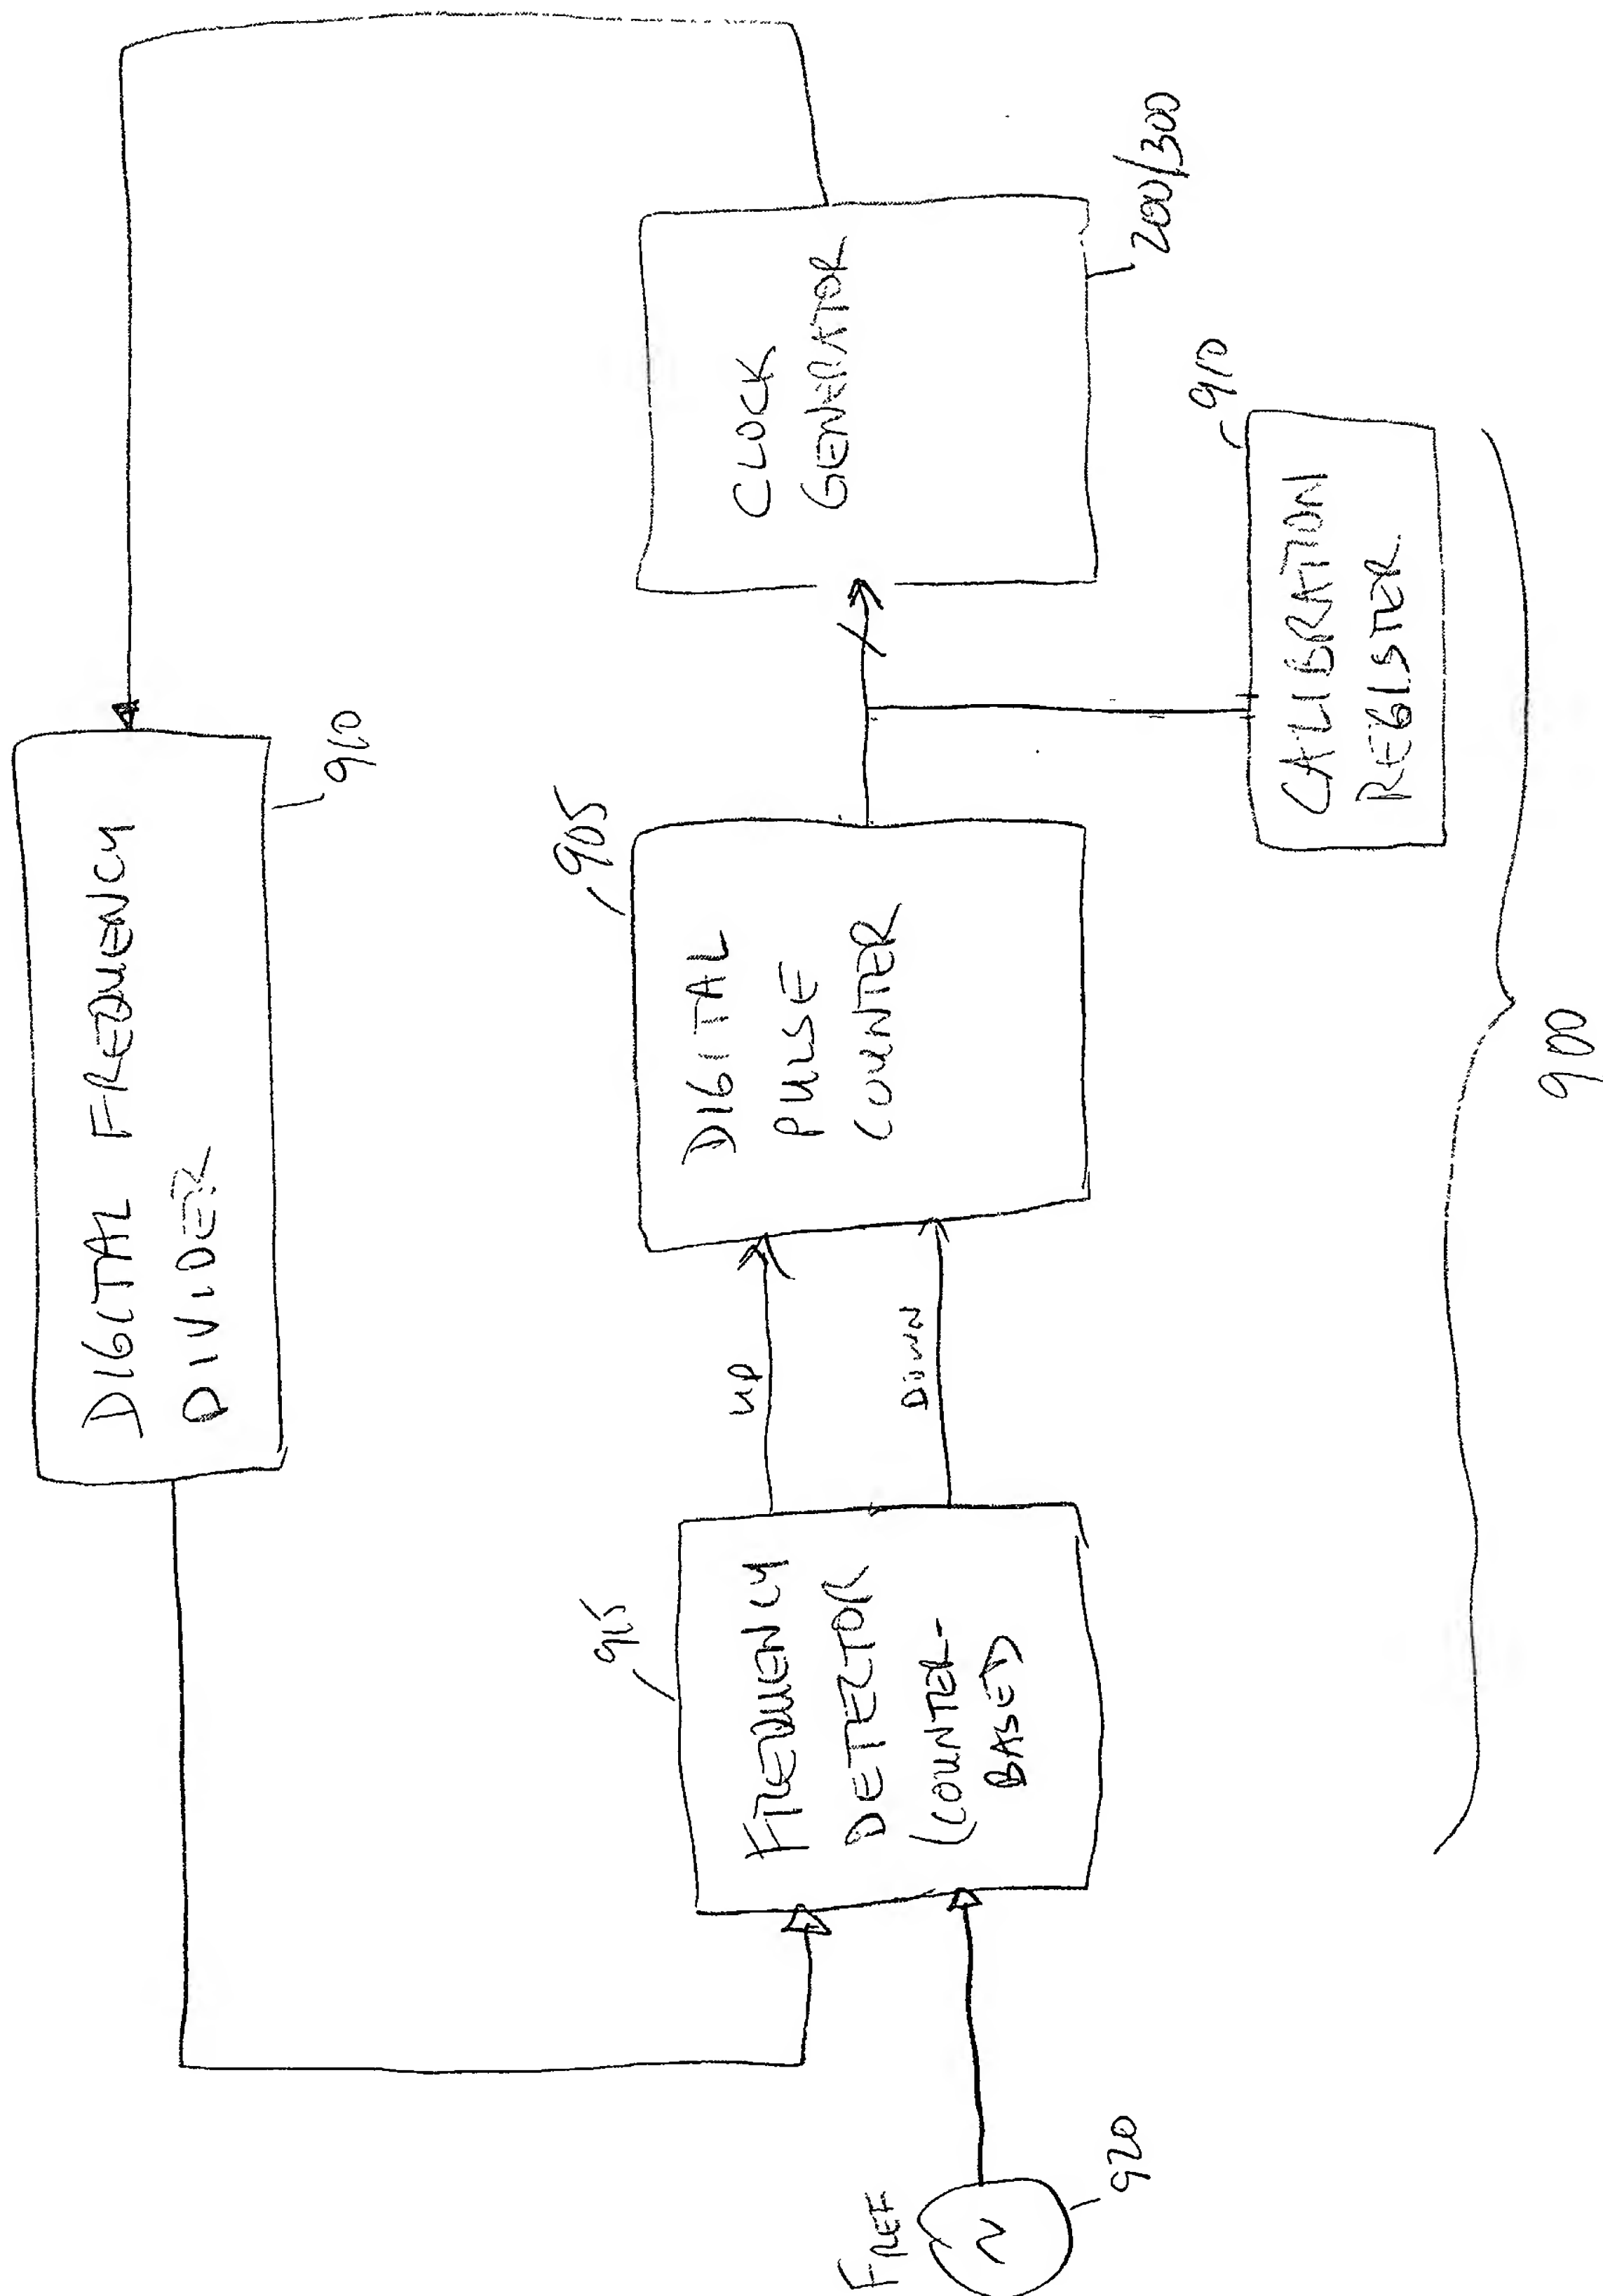 DIGITAL FREQUENCY
DIVIDER
910
CLOCK
GENERATOR
200/300
DIGITAL
PULSE
COUNTER
905
UP
DOWN
FREQUENCY
DETECTOR
(COUNTER-
BASED)
915
FREF
920
CALIBRATION
REGISTER
910
900